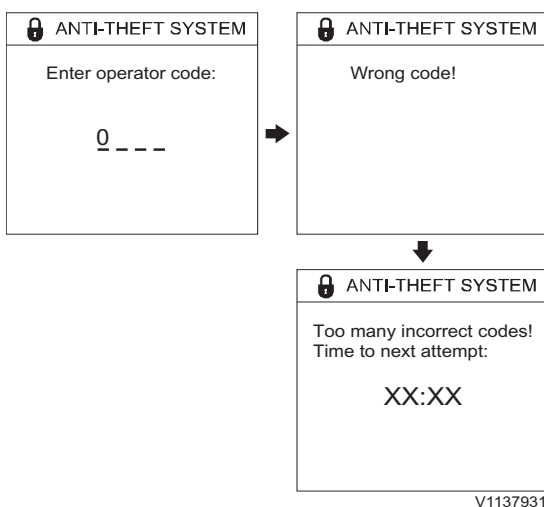 ANTI-THEFT SYSTEM
Enter operator code:
0 _ _ _
ANTI-THEFT SYSTEM
Wrong code!
ANTI-THEFT SYSTEM
Too many incorrect codes!
Time to next attempt:
XX:XX
V1137931